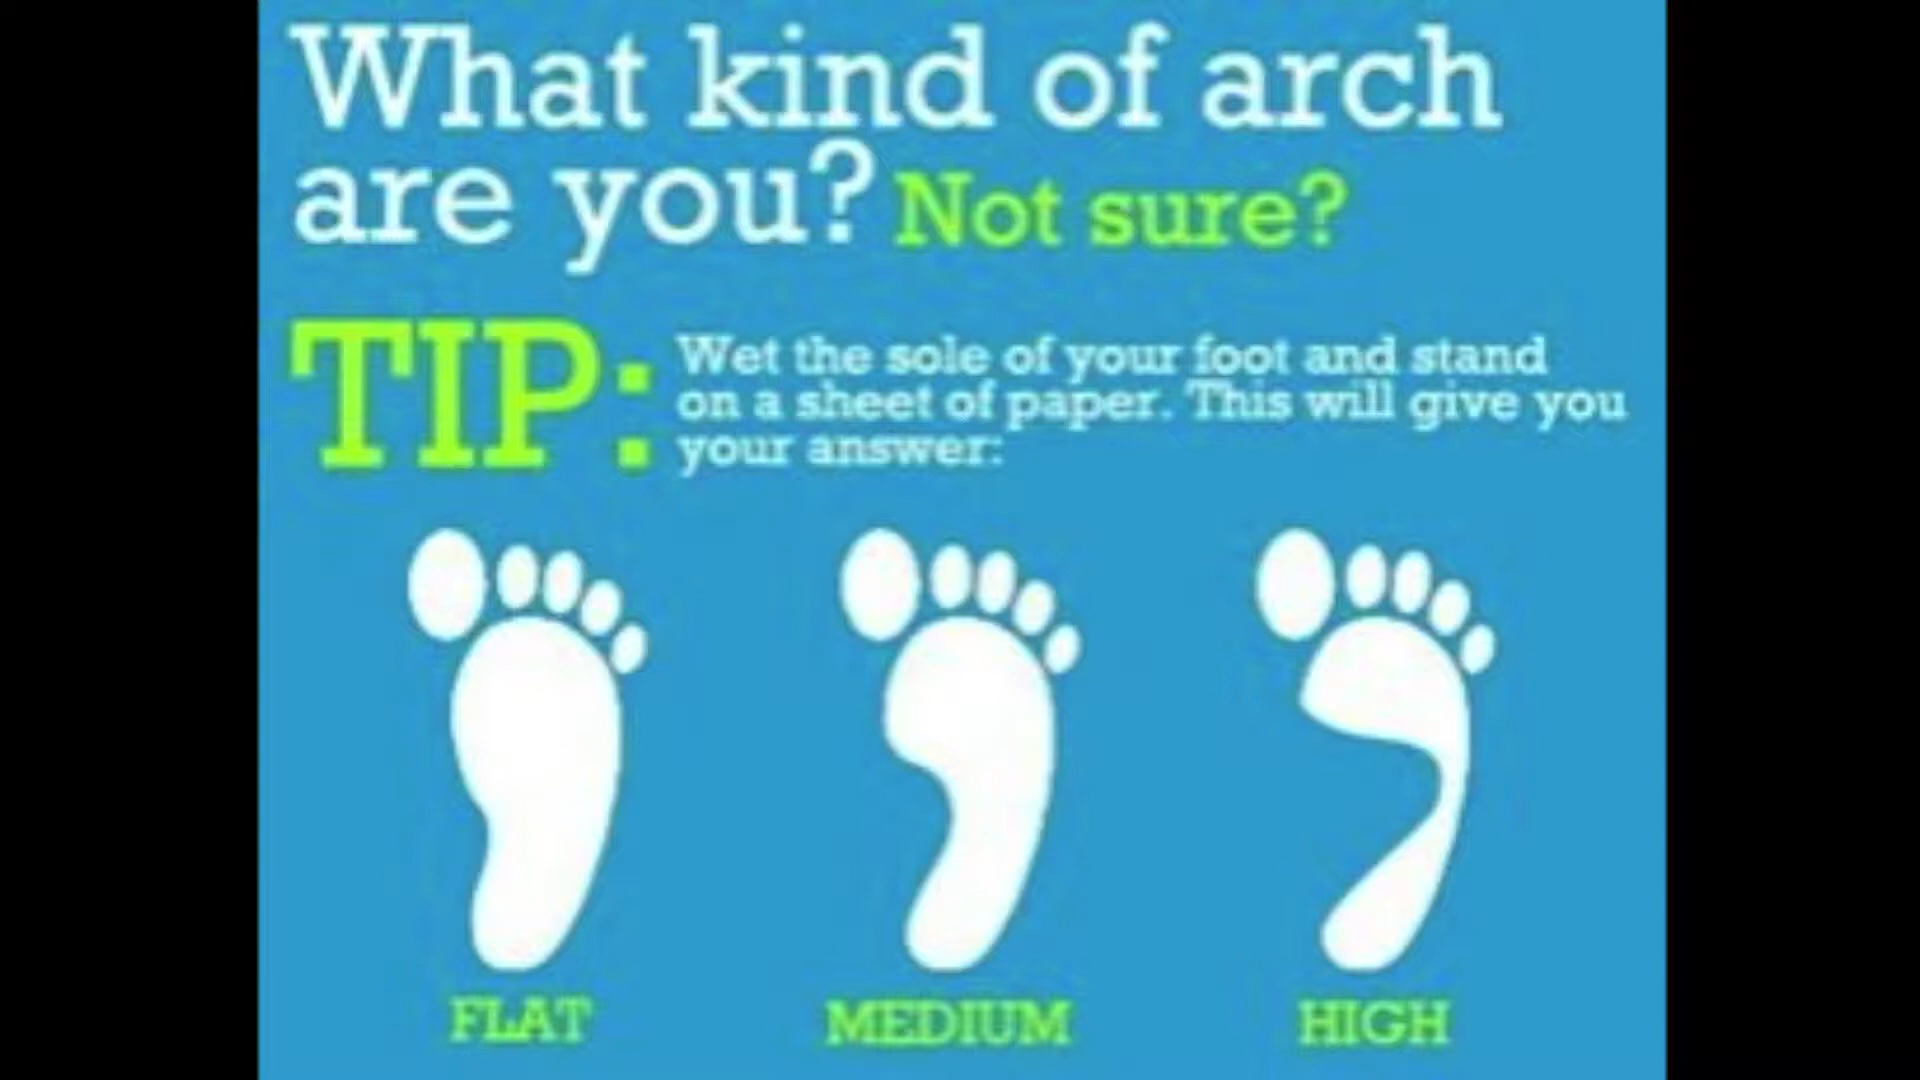 What kind of arch
are you? Not sure?
TIP: Wet the sole of your foot and stand
on a sheet of paper. This will give you
your answer:
FLAT MEDIUM HIGH